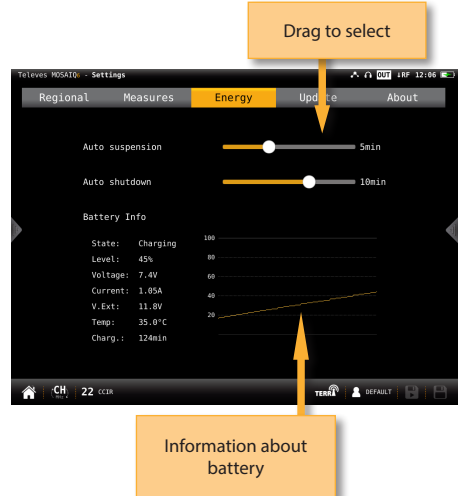 Drag to select
Televes MOSAIQ6 - Settings OUT ↓RF 12:06
Regional Measures Energy Update About
Auto suspension 5min
Auto shutdown 10min
Battery Info
State: Charging
Level: 45%
Voltage: 7.4V
Current: 1.05A
V.Ext: 11.8V
Temp: 35.0°C
Charg.: 124min
100
80
60
40
20
CH MHz 22 CCIR TERR DEFAULT
Information about
battery